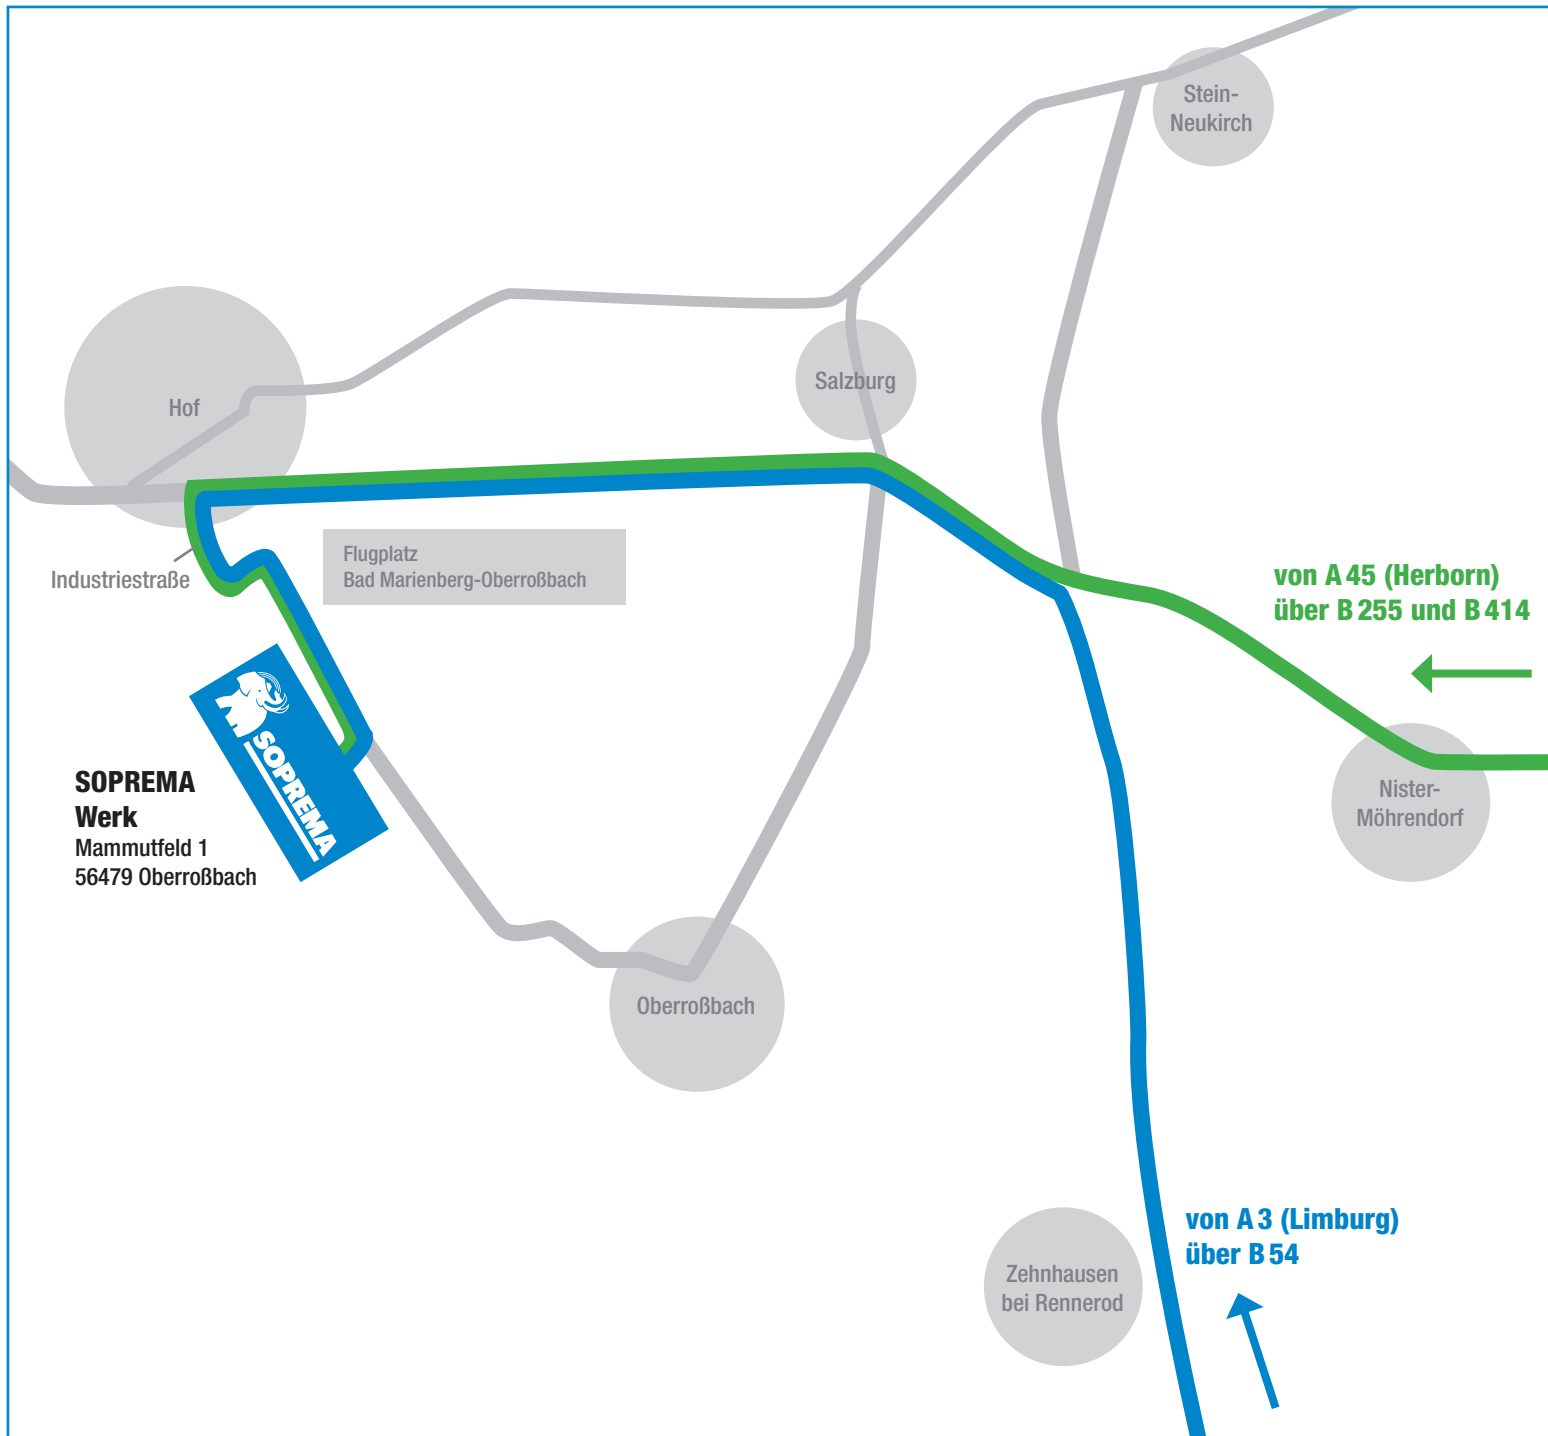 Stein-
Neukirch
Salzburg
Hof
Industriestraße
Flugplatz
Bad Marienberg-Oberroßbach
von A 45 (Herborn)
über B 255 und B 414
SOPREMA
SOPREMA
Werk
Mammutfeld 1
56479 Oberroßbach
Nister-
Möhrendorf
Oberroßbach
von A 3 (Limburg)
über B 54
Zehnhausen
bei Rennerod